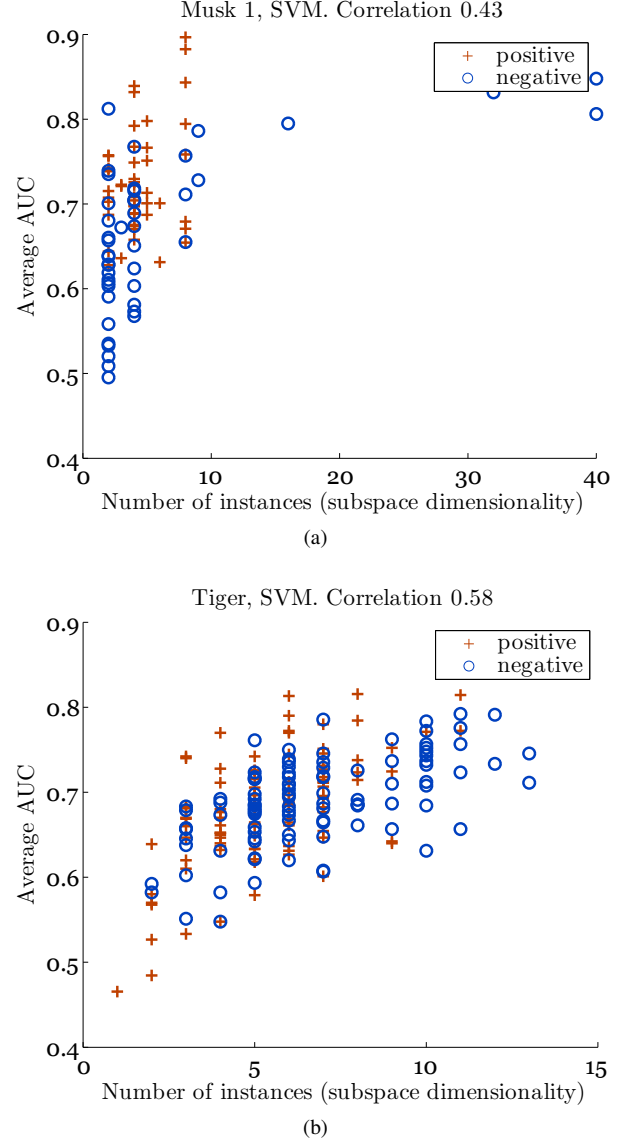 Musk 1, SVM. Correlation 0.43
0.9
0.8
0.7
0.6
0.5
0.4
Average AUC
positive
negative
0 10 20 30 40
Number of instances (subspace dimensionality)
(a)
Tiger, SVM. Correlation 0.58
0.9
0.8
0.7
0.6
0.5
0.4
Average AUC
positive
negative
0 5 10 15
Number of instances (subspace dimensionality)
(b)